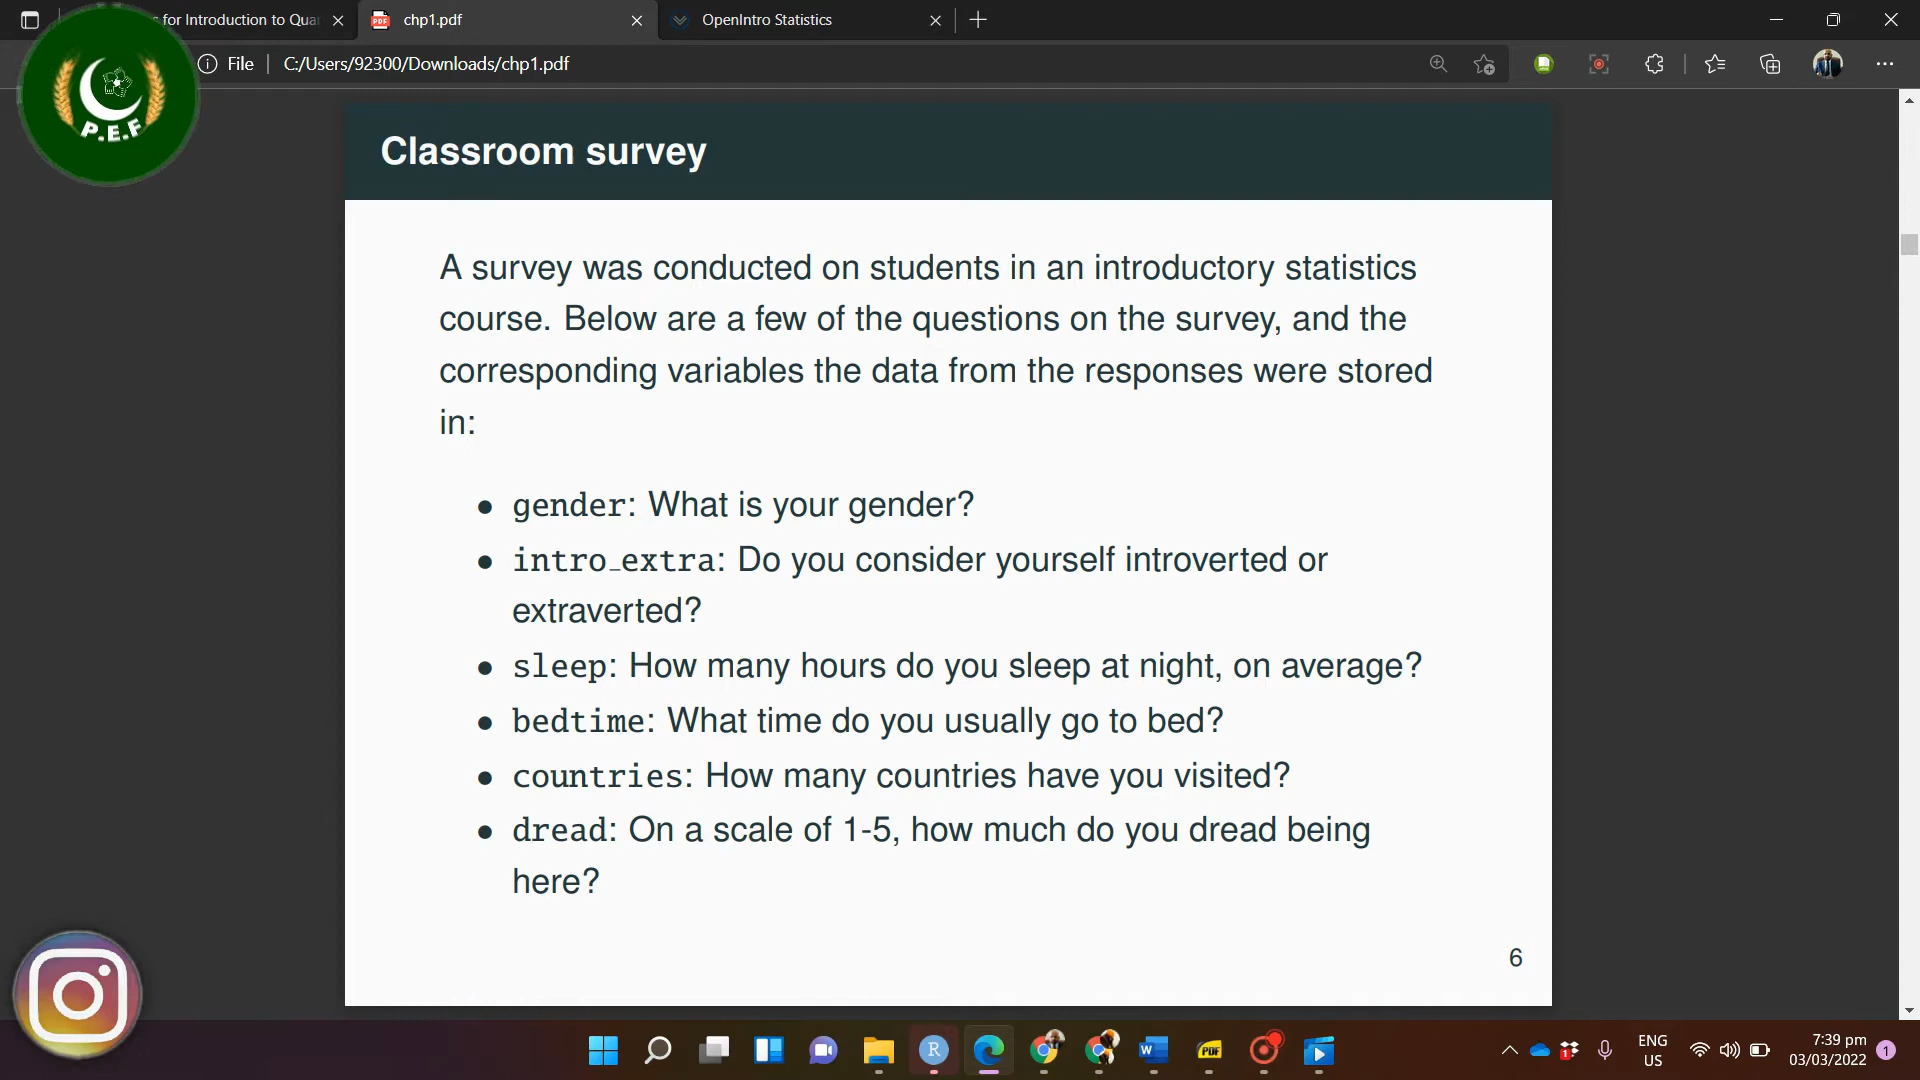 s for Introduction to Qua
chp1.pdf
OpenIntro Statistics
File
C:/Users/92300/Downloads/chp1.pdf
P.E.F
Classroom survey
A survey was conducted on students in an introductory statistics
course. Below are a few of the questions on the survey, and the
corresponding variables the data from the responses were stored
in:
• gender: What is your gender?
• intro_extra: Do you consider yourself introverted or
extraverted?
• sleep: How many hours do you sleep at night, on average?
• bedtime: What time do you usually go to bed?
• countries: How many countries have you visited?
• dread: On a scale of 1-5, how much do you dread being
here?
6
ENG
US
7:39 pm
03/03/2022
1